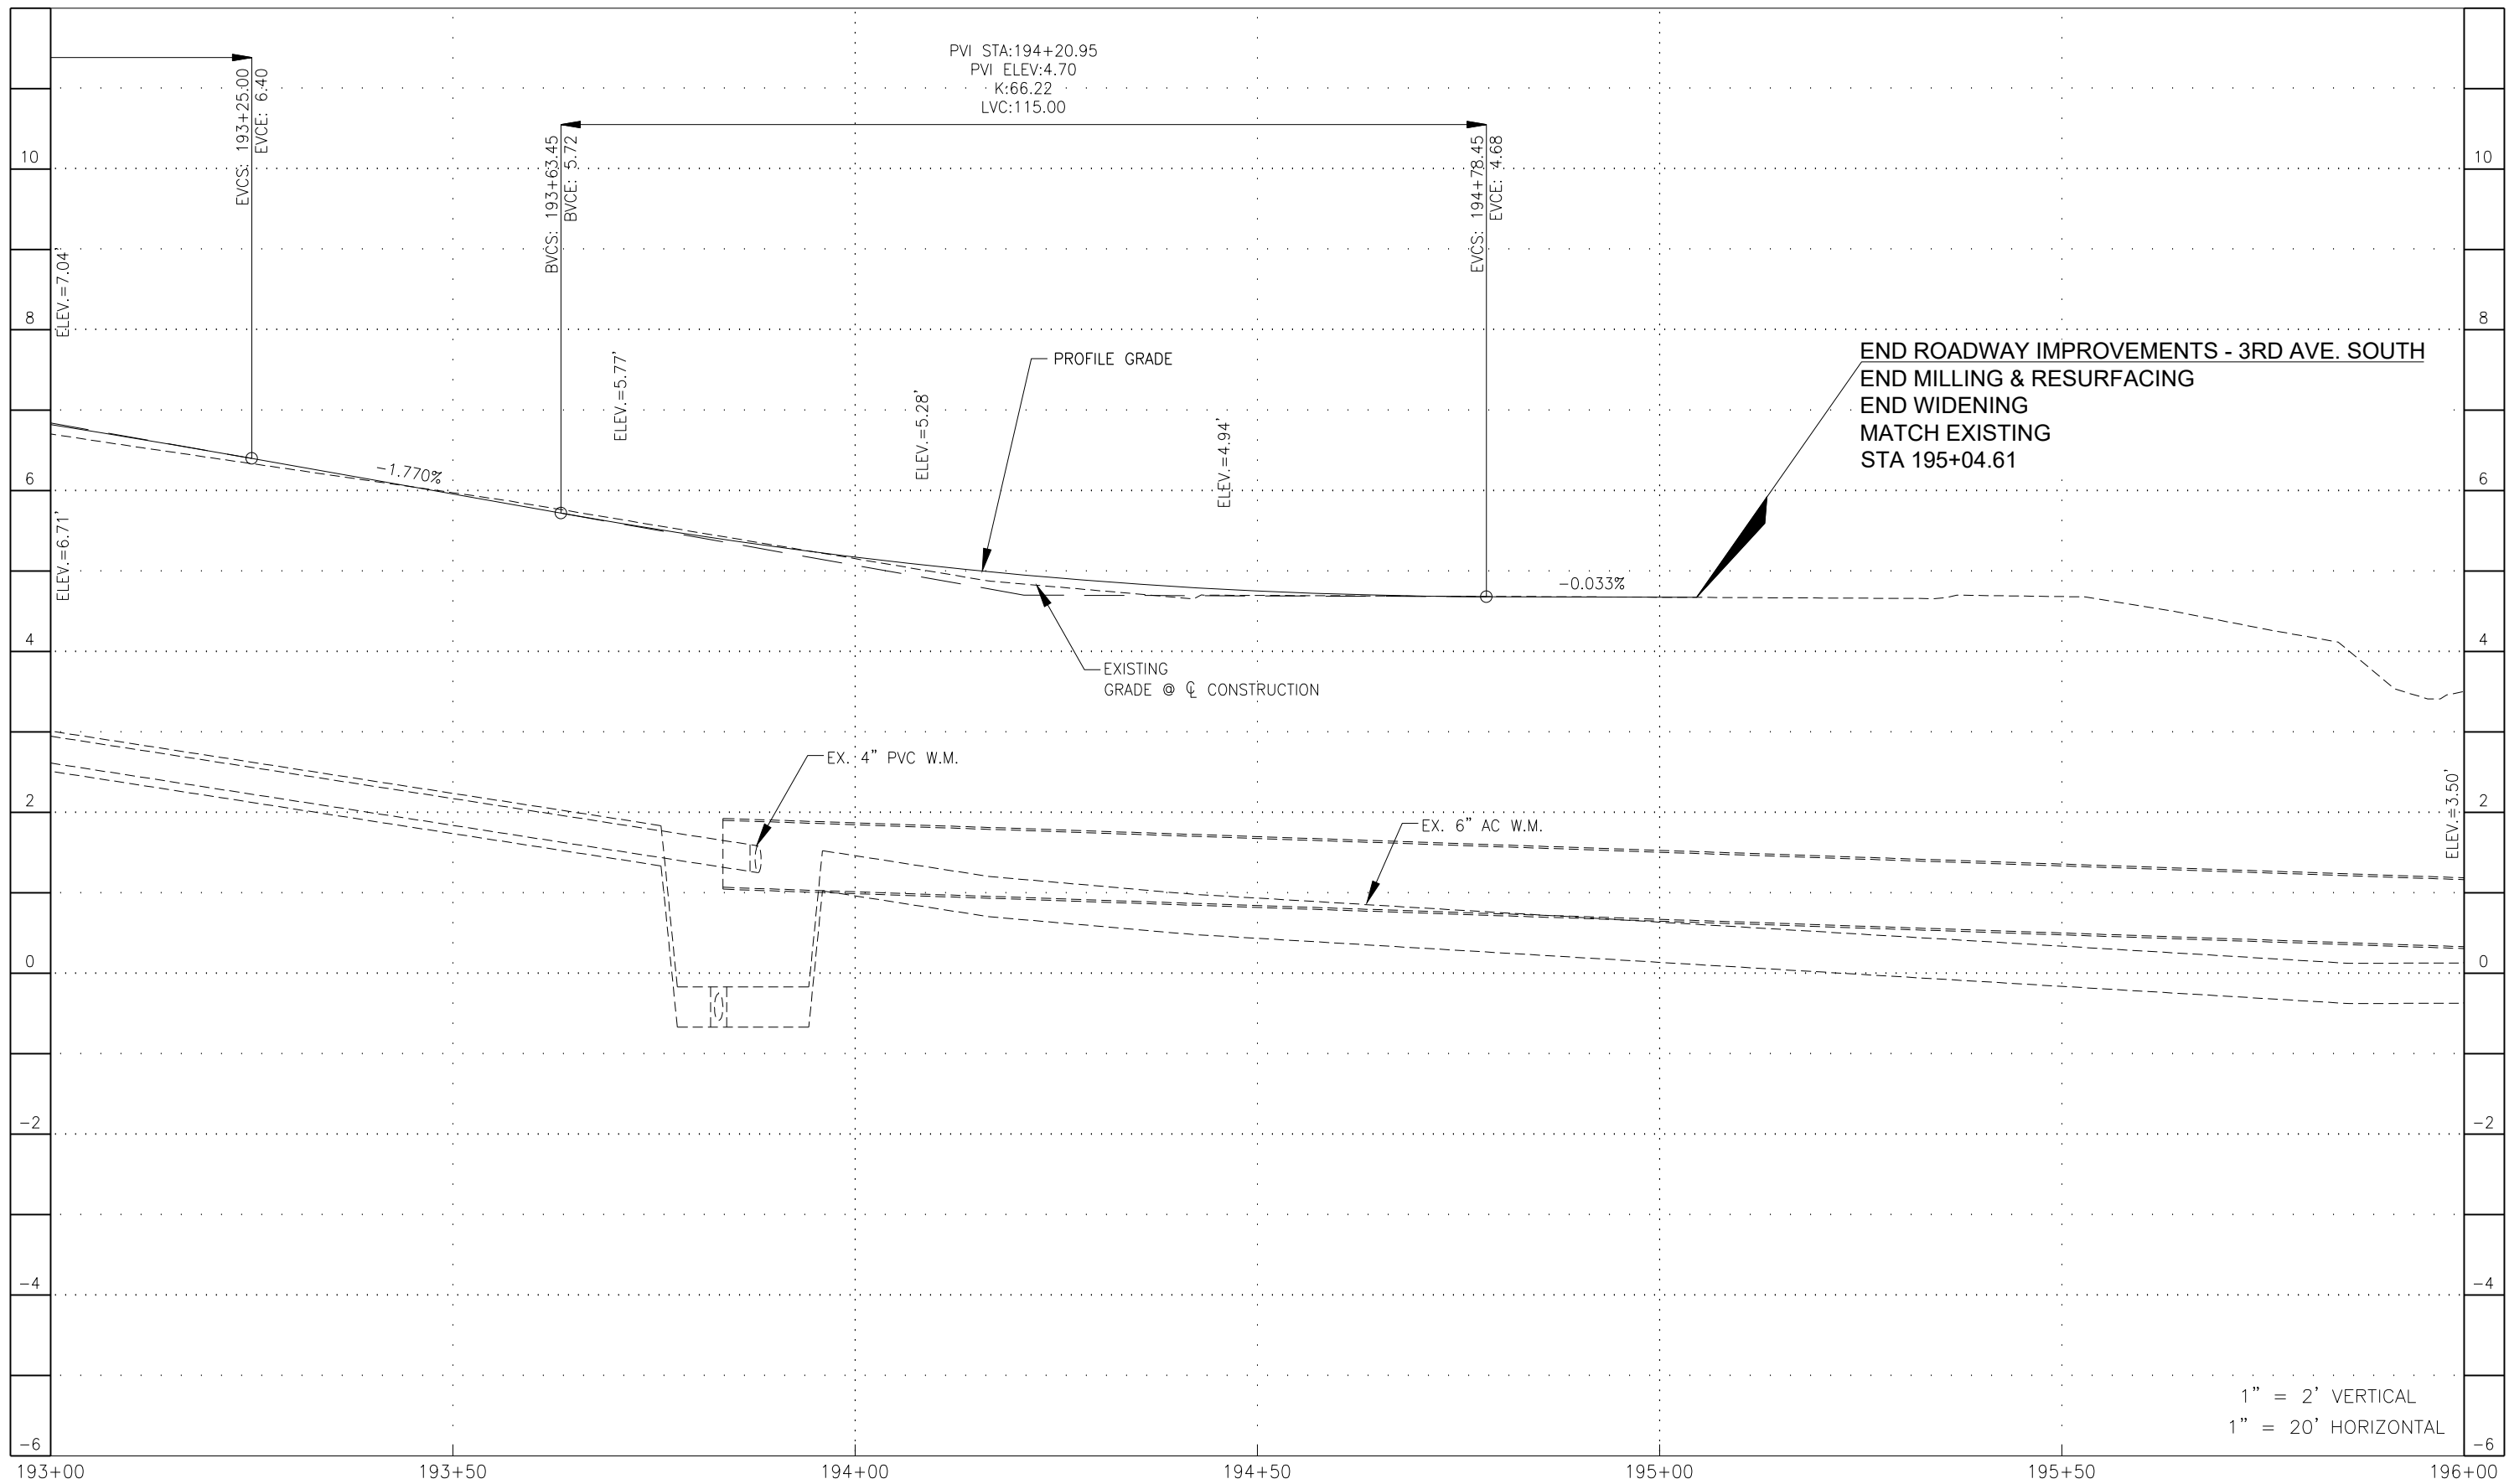 PVI STA:194+20.95
PVI ELEV:4.70
K:66.22
LVC:115.00
EVCS: 193+25.00
EVCE: 6.40
BVCS: 193+63.45
BVCE: 5.72
EVCS: 194+78.45
EVCE: 4.68
10
10
ELEV.=7.04'
8
8
ELEV.=5.77'
PROFILE GRADE
ELEV.=5.28'
ELEV.=4.94'
END ROADWAY IMPROVEMENTS - 3RD AVE. SOUTH
END MILLING & RESURFACING
END WIDENING
MATCH EXISTING
STA 195+04.61
-1.770%
6
6
ELEV.=6.71'
-0.033%
4
4
EXISTING
GRADE @ ℄ CONSTRUCTION
EX. 4" PVC W.M.
2
2
EX. 6" AC W.M.
ELEV.=3.50'
0
0
-2
-2
-4
-4
1" = 2' VERTICAL
1" = 20' HORIZONTAL
-6
-6
193+00
193+50
194+00
194+50
195+00
195+50
196+00